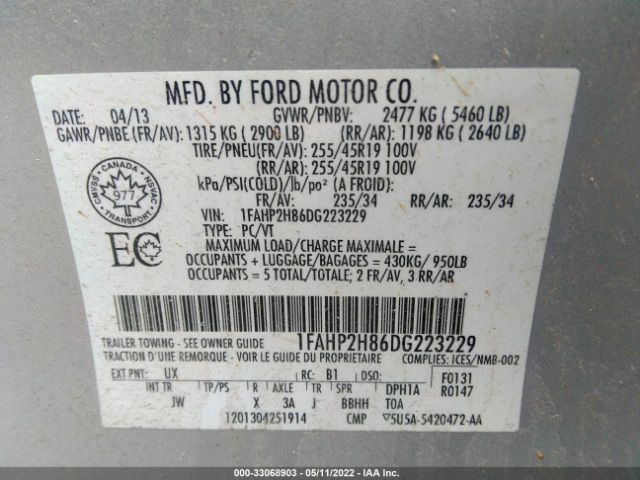 MFD. BY FORD MOTOR CO.
DATE: 04/13 GVWR/PNBV: 2477 KG ( 5460 LB)
GAWR/PNBE(FR/AV): 1315 KG ( 2900 LB) (RR/AR): 1198 KG ( 2640 LB)
TIRE/PNEU(FR/AV): 255/45R19 100V
(RR/AR): 255/45R19 100V
kPa/PSI(COLD)/lb/po² (A FROID):
FR/AV: 235/34 RR/AR: 235/34
VIN: 1FAHP2H86DG223229
TYPE: PC/VT
MAXIMUM LOAD/CHARGE MAXIMALE =
OCCUPANTS + LUGGAGE/BAGAGES = 430KG/ 950LB
OCCUPANTS = 5 TOTAL/TOTALE; 2 FR/AV, 3 RR/AR
CANADA
CMVSS 977 NSVAC
TRANSPORT
EC
TRAILER TOWING - SEE OWNER GUIDE 1FAHP2H86DG223229
TRACTION D'UNE REMORQUE - VOIR LE GUIDE DU PROPRIÉTAIRE COMPLIES: ICES/NMB-002
EXT PNT: UX RC: B1 DSO: F0131
INT TR TP/PS R AXLE TR SPR DPH1A R0147
JW X 3A J BBHH T0A
1201304251914 CMP ▽5U5A-5420472-AA
000-33068903 - 05/11/2022 - IAA Inc.